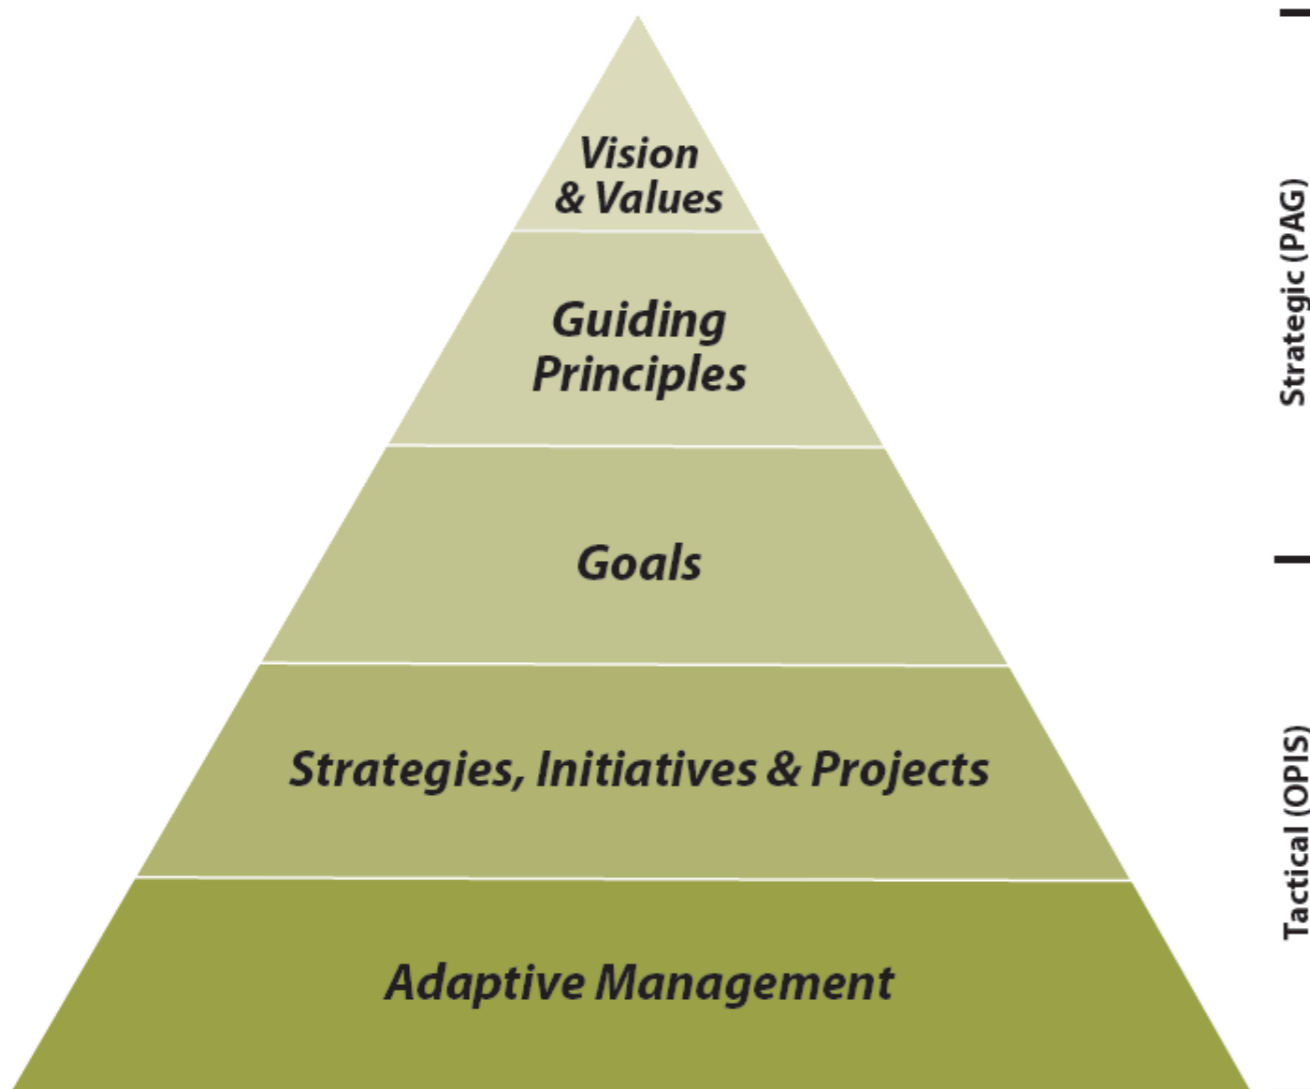 Vision
& Values
Guiding
Principles
Goals
Strategies, Initiatives & Projects
Adaptive Management
Strategic (PAG)
Tactical (OPIS)